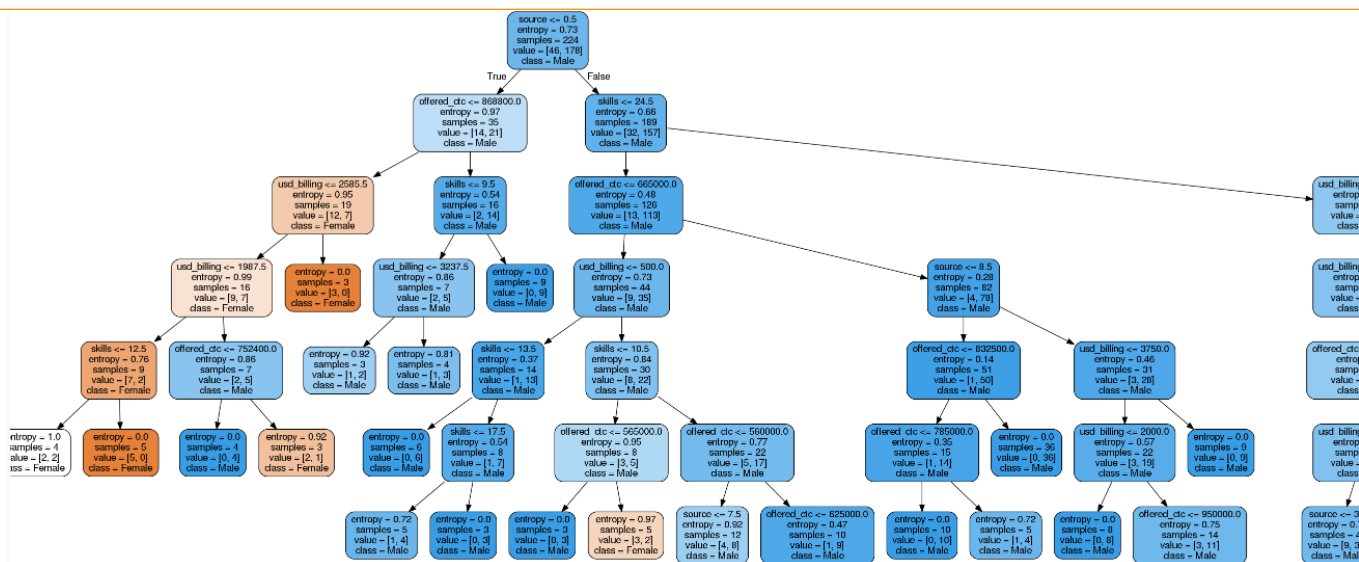 source <= 0.5
entropy = 0.73
samples = 224
value = [46, 178]
class = Male
True
False
offered_ctc <= 868800.0
entropy = 0.97
samples = 35
value = [14, 21]
class = Male
skills <= 24.5
entropy = 0.66
samples = 189
value = [32, 157]
class = Male
usd_billing <= 2585.5
entropy = 0.95
samples = 19
value = [12, 7]
class = Female
skills <= 9.5
entropy = 0.54
samples = 16
value = [2, 14]
class = Male
offered_ctc <= 665000.0
entropy = 0.48
samples = 126
value = [13, 113]
class = Male
usd_billing
usd_billing <= 1987.5
entropy = 0.99
samples = 16
value = [9, 7]
class = Female
entropy = 0.0
samples = 3
value = [3, 0]
class = Female
usd_billing <= 3237.5
entropy = 0.86
samples = 7
value = [2, 5]
class = Male
entropy = 0.0
samples = 9
value = [0, 9]
class = Male
usd_billing <= 500.0
entropy = 0.73
samples = 44
value = [9, 35]
class = Male
source <= 8.5
entropy = 0.28
samples = 82
value = [4, 78]
class = Male
usd_billing
skills <= 12.5
entropy = 0.76
samples = 9
value = [7, 2]
class = Female
offered_ctc <= 752400.0
entropy = 0.86
samples = 7
value = [2, 5]
class = Male
entropy = 0.92
samples = 3
value = [1, 2]
class = Male
entropy = 0.81
samples = 4
value = [1, 3]
class = Male
skills <= 13.5
entropy = 0.37
samples = 14
value = [1, 13]
class = Male
skills <= 10.5
entropy = 0.84
samples = 30
value = [8, 22]
class = Male
offered_ctc <= 832500.0
entropy = 0.14
samples = 51
value = [1, 50]
class = Male
usd_billing <= 3750.0
entropy = 0.46
samples = 31
value = [3, 28]
class = Male
offered_ctc
entropy = 1.0
samples = 4
value = [2, 2]
entropy = 0.0
samples = 5
value = [5, 0]
class = Female
entropy = 0.0
samples = 4
value = [0, 4]
class = Male
entropy = 0.92
samples = 3
value = [2, 1]
class = Female
entropy = 0.0
samples = 6
value = [0, 6]
class = Male
skills <= 17.5
entropy = 0.54
samples = 8
value = [1, 7]
class = Male
offered_ctc <= 565000.0
entropy = 0.95
samples = 8
value = [3, 5]
class = Male
offered_ctc <= 560000.0
entropy = 0.77
samples = 22
value = [5, 17]
class = Male
offered_ctc <= 785000.0
entropy = 0.35
samples = 15
value = [1, 14]
class = Male
entropy = 0.0
samples = 36
value = [0, 36]
class = Male
usd_billing <= 2000.0
entropy = 0.57
samples = 22
value = [3, 19]
class = Male
entropy = 0.0
samples = 9
value = [0, 9]
class = Male
usd_billing
entropy = 0.72
samples = 5
value = [1, 4]
class = Male
entropy = 0.0
samples = 3
value = [0, 3]
class = Male
entropy = 0.0
samples = 3
value = [0, 3]
class = Male
entropy = 0.97
samples = 5
value = [3, 2]
class = Female
source <= 7.5
entropy = 0.92
samples = 12
value = [4, 8]
class = Male
offered_ctc <= 625000.0
entropy = 0.47
samples = 10
value = [1, 9]
class = Male
entropy = 0.0
samples = 10
value = [0, 10]
class = Male
entropy = 0.72
samples = 5
value = [1, 4]
class = Male
entropy = 0.0
samples = 8
value = [0, 8]
class = Male
offered_ctc <= 950000.0
entropy = 0.75
samples = 14
value = [3, 11]
class = Male
source <=